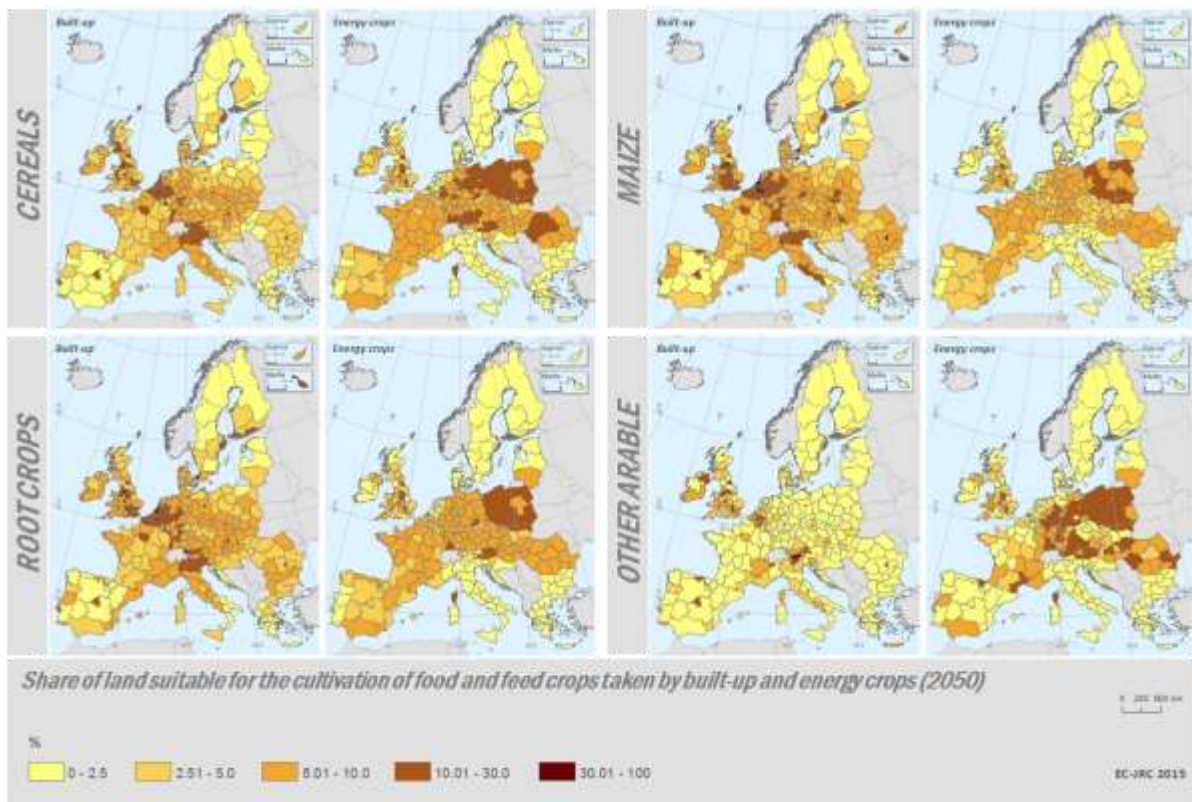 CEREALS
Built-up
Energy crops
MAIZE
Built-up
Energy crops
ROOT CROPS
Built-up
Energy crops
OTHER ARABLE
Built-up
Energy crops
Share of land suitable for the cultivation of food and feed crops taken by built-up and energy crops (2050)
%
0 - 2.5
2.51 - 5.0
5.01 - 10.0
10.01 - 30.0
30.01 - 100
EC-JRC 2015